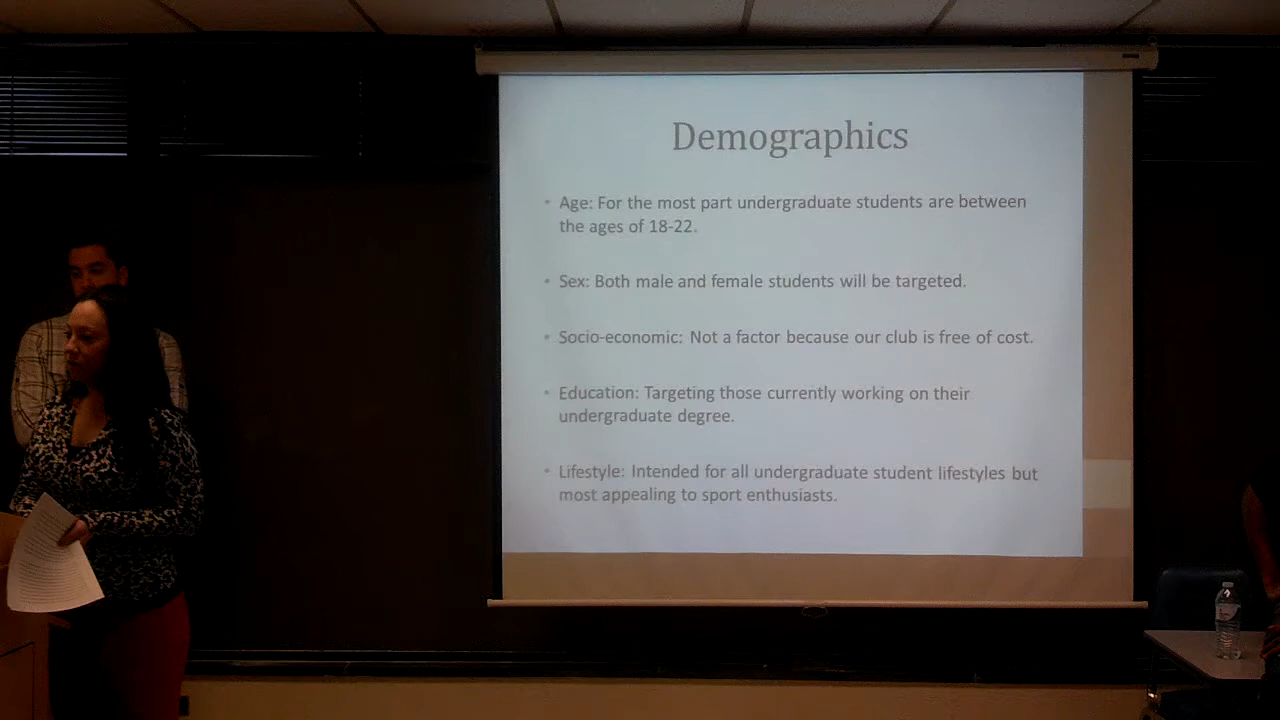 Demographics
• Age: For the most part undergraduate students are between
the ages of 18-22.
• Sex: Both male and female students will be targeted.
• Socio-economic: Not a factor because our club is free of cost.
• Education: Targeting those currently working on their
undergraduate degree.
• Lifestyle: Intended for all undergraduate student lifestyles but
most appealing to sport enthusiasts.